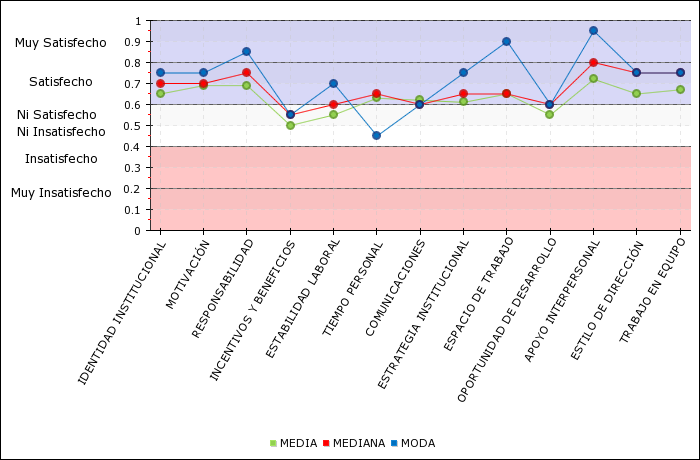 1
0.9
Muy Satisfecho
0.8
0.7
Satisfecho
0.6
Ni Satisfecho
0.5
Ni Insatisfecho
0.4
Insatisfecho
0.3
0.2
Muy Insatisfecho
0.1
0
IDENTIDAD INSTITUCIONAL
MOTIVACIÓN
RESPONSABILIDAD
INCENTIVOS Y BENEFICIOS
ESTABILIDAD LABORAL
TIEMPO PERSONAL
COMUNICACIONES
ESTRATEGIA INSTITUCIONAL
ESPACIO DE TRABAJO
OPORTUNIDAD DE DESARROLLO
APOYO INTERPERSONAL
ESTILO DE DIRECCIÓN
TRABAJO EN EQUIPO
MEDIA MEDIANA MODA